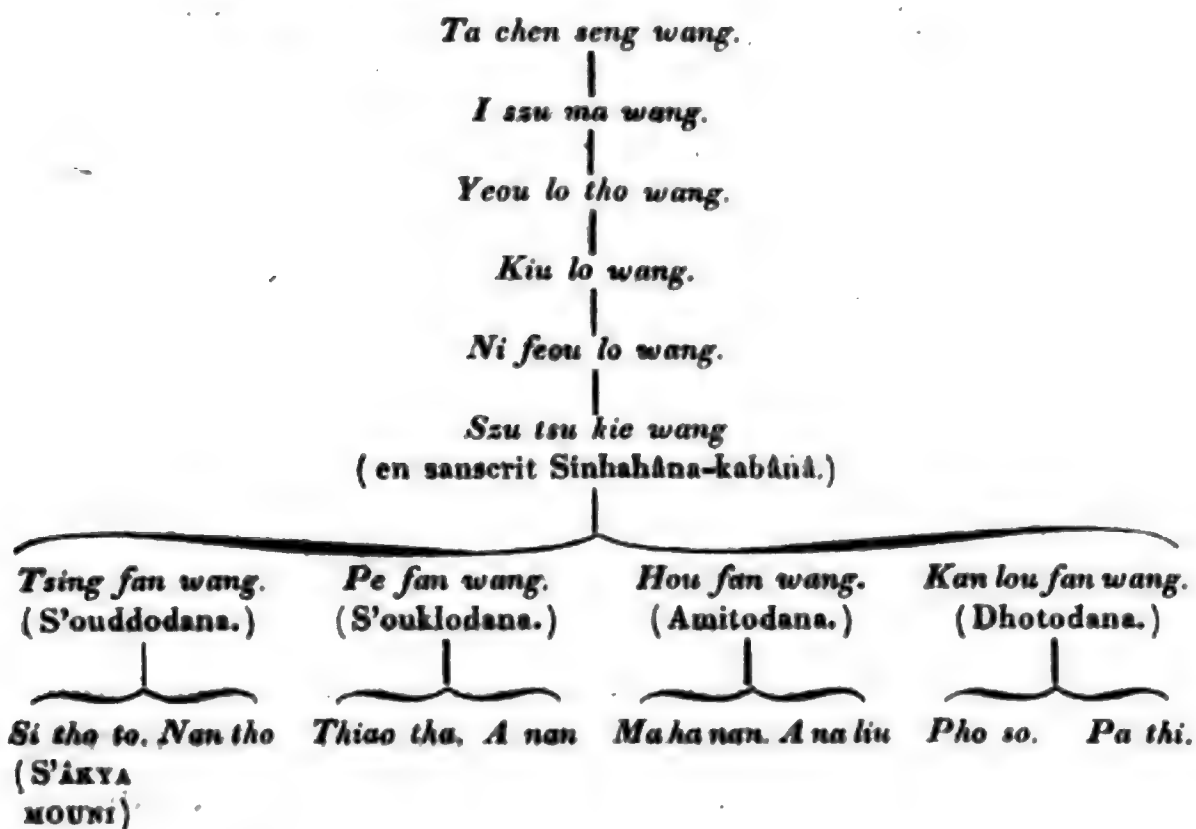 Ta chen seng wang.
I szu ma wang.
Yeou lo tho wang.
Kiu lo wang.
Ni feou lo wang.
Szu tsu kie wang
(en sanscrit Sinhahâna-kabânâ.)
Tsing fan wang. Pe fan wang. Hou fan wang. Kan lou fan wang.
(S'ouddodana.) (S'ouklodana.) (Amitodana.) (Dhotodana.)
Si tho to. Nan tho Thiao tha. A nan Ma ha nan. A na liu Pho so. Pa thi.
(S'ÂKYA
MOUNI)